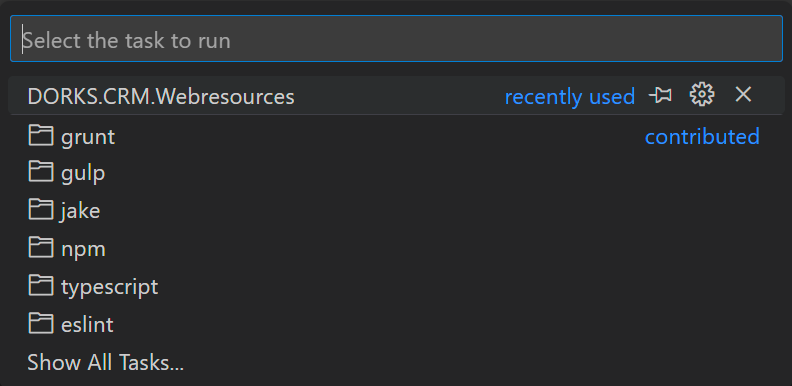 Select the task to run
DORKS.CRM.Webresources recently used
grunt contributed
gulp
jake
npm
typescript
eslint
Show All Tasks...